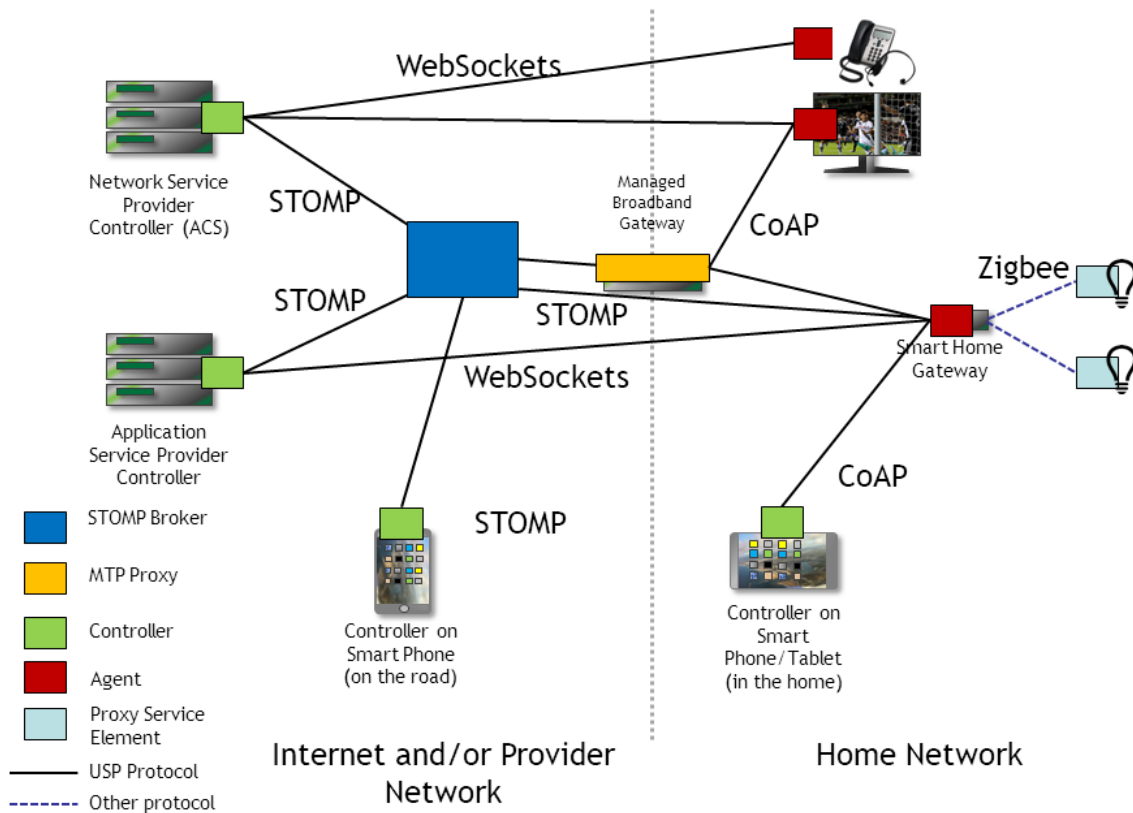 WebSockets
Network Service
Provider
Controller (ACS)
STOMP
Managed
Broadband
Gateway
CoAP
Zigbee
STOMP
STOMP
Smart Home
Gateway
WebSockets
Application
Service Provider
Controller
CoAP
STOMP
STOMP Broker
MTP Proxy
Controller
Agent
Proxy Service
Element
USP Protocol
Other protocol
Controller on
Smart Phone
(on the road)
Controller on
Smart
Phone/Tablet
(in the home)
Internet and/or Provider
Network
Home Network